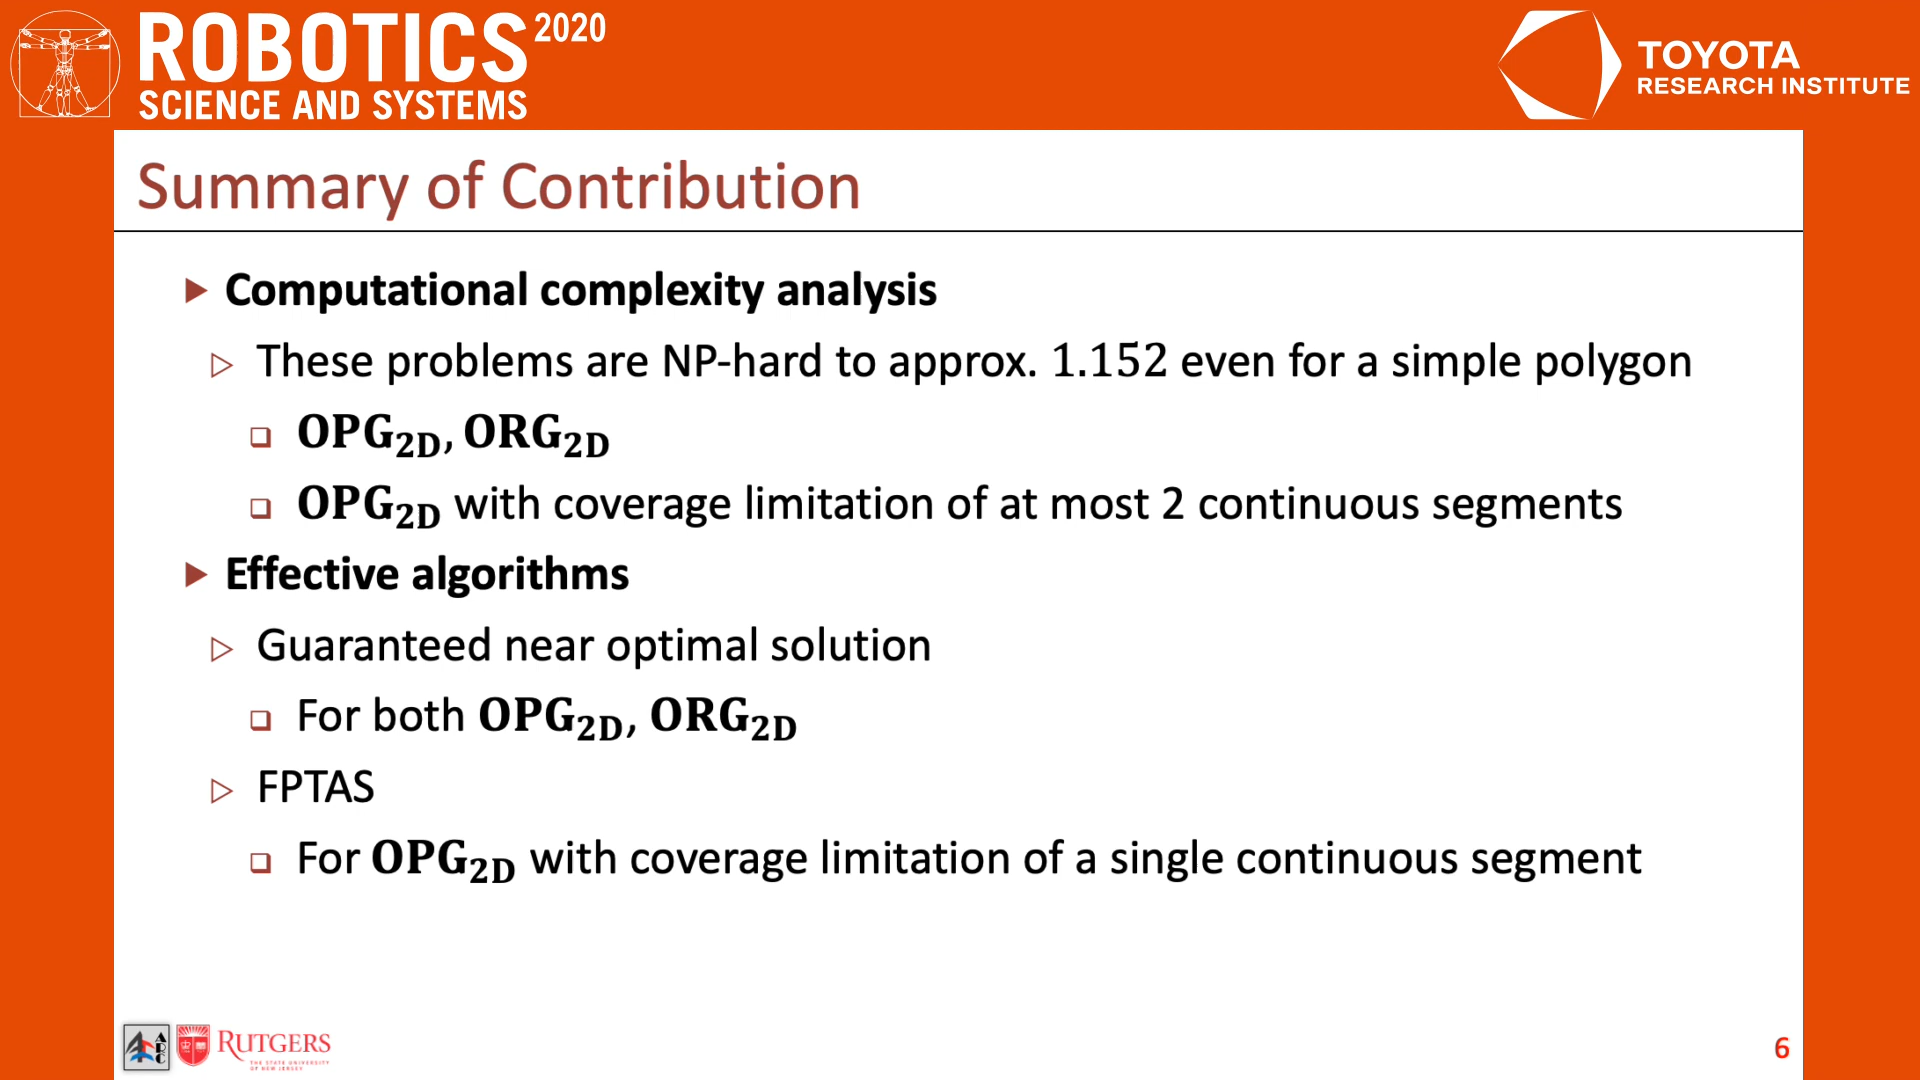 ROBOTICS 2020
SCIENCE AND SYSTEMS
TOYOTA
RESEARCH INSTITUTE
Summary of Contribution
Computational complexity analysis
These problems are NP-hard to approx. 1.152 even for a simple polygon
OPG2D, ORG2D
OPG2D with coverage limitation of at most 2 continuous segments
Effective algorithms
Guaranteed near optimal solution
For both OPG2D, ORG2D
FPTAS
For OPG2D with coverage limitation of a single continuous segment
ARC
RUTGERS
THE STATE UNIVERSITY
OF NEW JERSEY
6